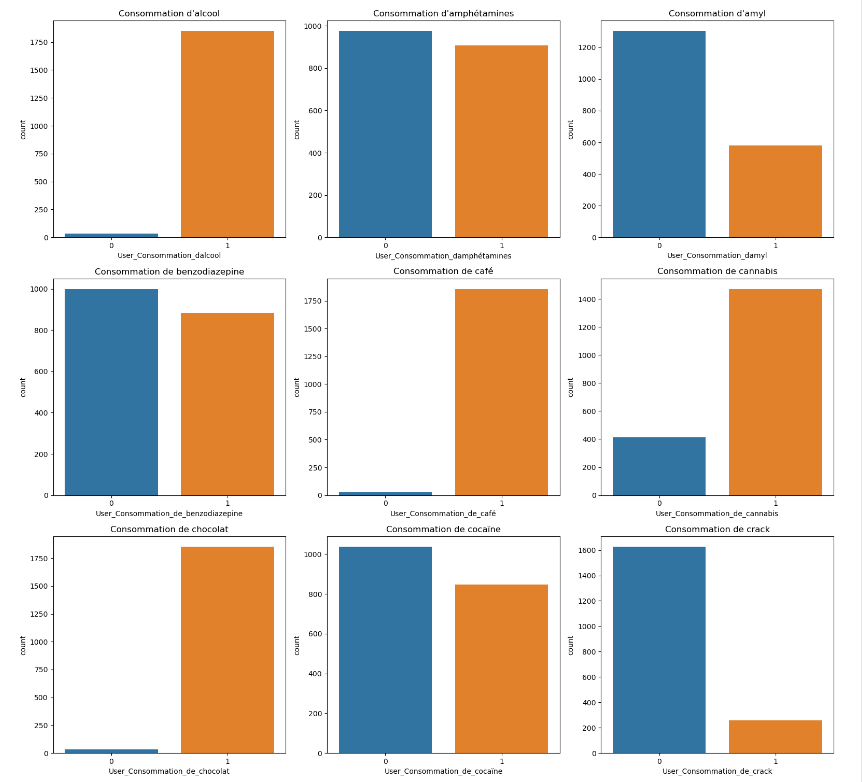 Consommation d'alcool
1750
1500
1250
1000
750
500
250
0
count
0 1
User_Consommation_dalcool
Consommation d'amphétamines
1000
800
600
400
200
0
count
0 1
User_Consommation_damphétamines
Consommation d'amyl
1200
1000
800
600
400
200
0
count
0 1
User_Consommation_damyl
Consommation de benzodiazepine
1000
800
600
400
200
0
count
0 1
User_Consommation_de_benzodiazepine
Consommation de café
1750
1500
1250
1000
750
500
250
0
count
0 1
User_Consommation_de_café
Consommation de cannabis
1400
1200
1000
800
600
400
200
0
count
0 1
User_Consommation_de_cannabis
Consommation de chocolat
1750
1500
1250
1000
750
500
250
0
count
0 1
User_Consommation_de_chocolat
Consommation de cocaïne
1000
800
600
400
200
0
count
0 1
User_Consommation_de_cocaïne
Consommation de crack
1600
1400
1200
1000
800
600
400
200
0
count
0 1
User_Consommation_de_crack